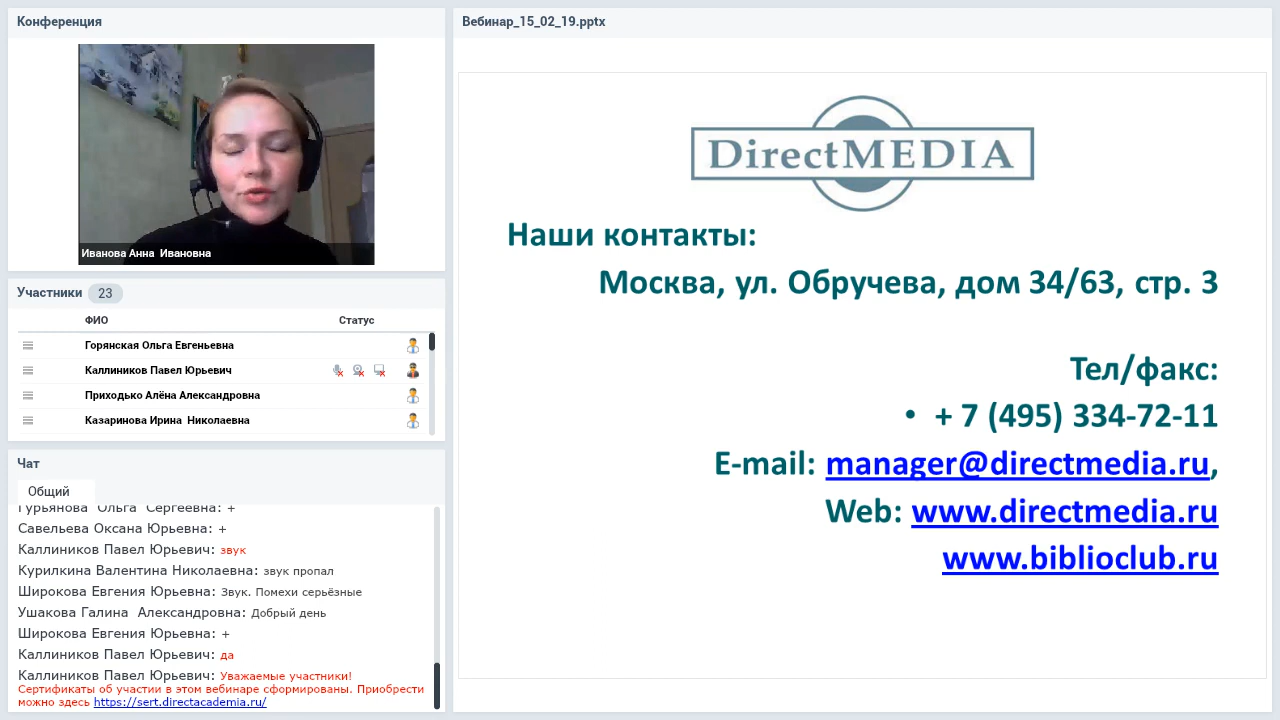 Конференция
Иванова Анна  Ивановна
Участники 23
ФИО Статус
Горянская Ольга Евгеньевна
Каллиников Павел Юрьевич
Приходько Алёна Александровна
Казаринова Ирина  Николаевна
Чат
Общий
Гурьянова  Ольга  Сергеевна: +
Савельева Оксана Юрьевна: +
Каллиников Павел Юрьевич: звук
Курилкина Валентина Николаевна: звук пропал
Широкова Евгения Юрьевна: Звук. Помехи серьёзные
Ушакова Галина  Александровна: Добрый день
Широкова Евгения Юрьевна: +
Каллиников Павел Юрьевич: да
Каллиников Павел Юрьевич: Уважаемые участники!
Сертификаты об участии в этом вебинаре сформированы. Приобрести
можно здесь https://sert.directacademia.ru/
Вебинар_15_02_19.pptx
DirectMEDIA
Наши контакты:
Москва, ул. Обручева, дом 34/63, стр. 3
Тел/факс:
• + 7 (495) 334-72-11
E-mail: manager@directmedia.ru,
Web: www.directmedia.ru
www.biblioclub.ru